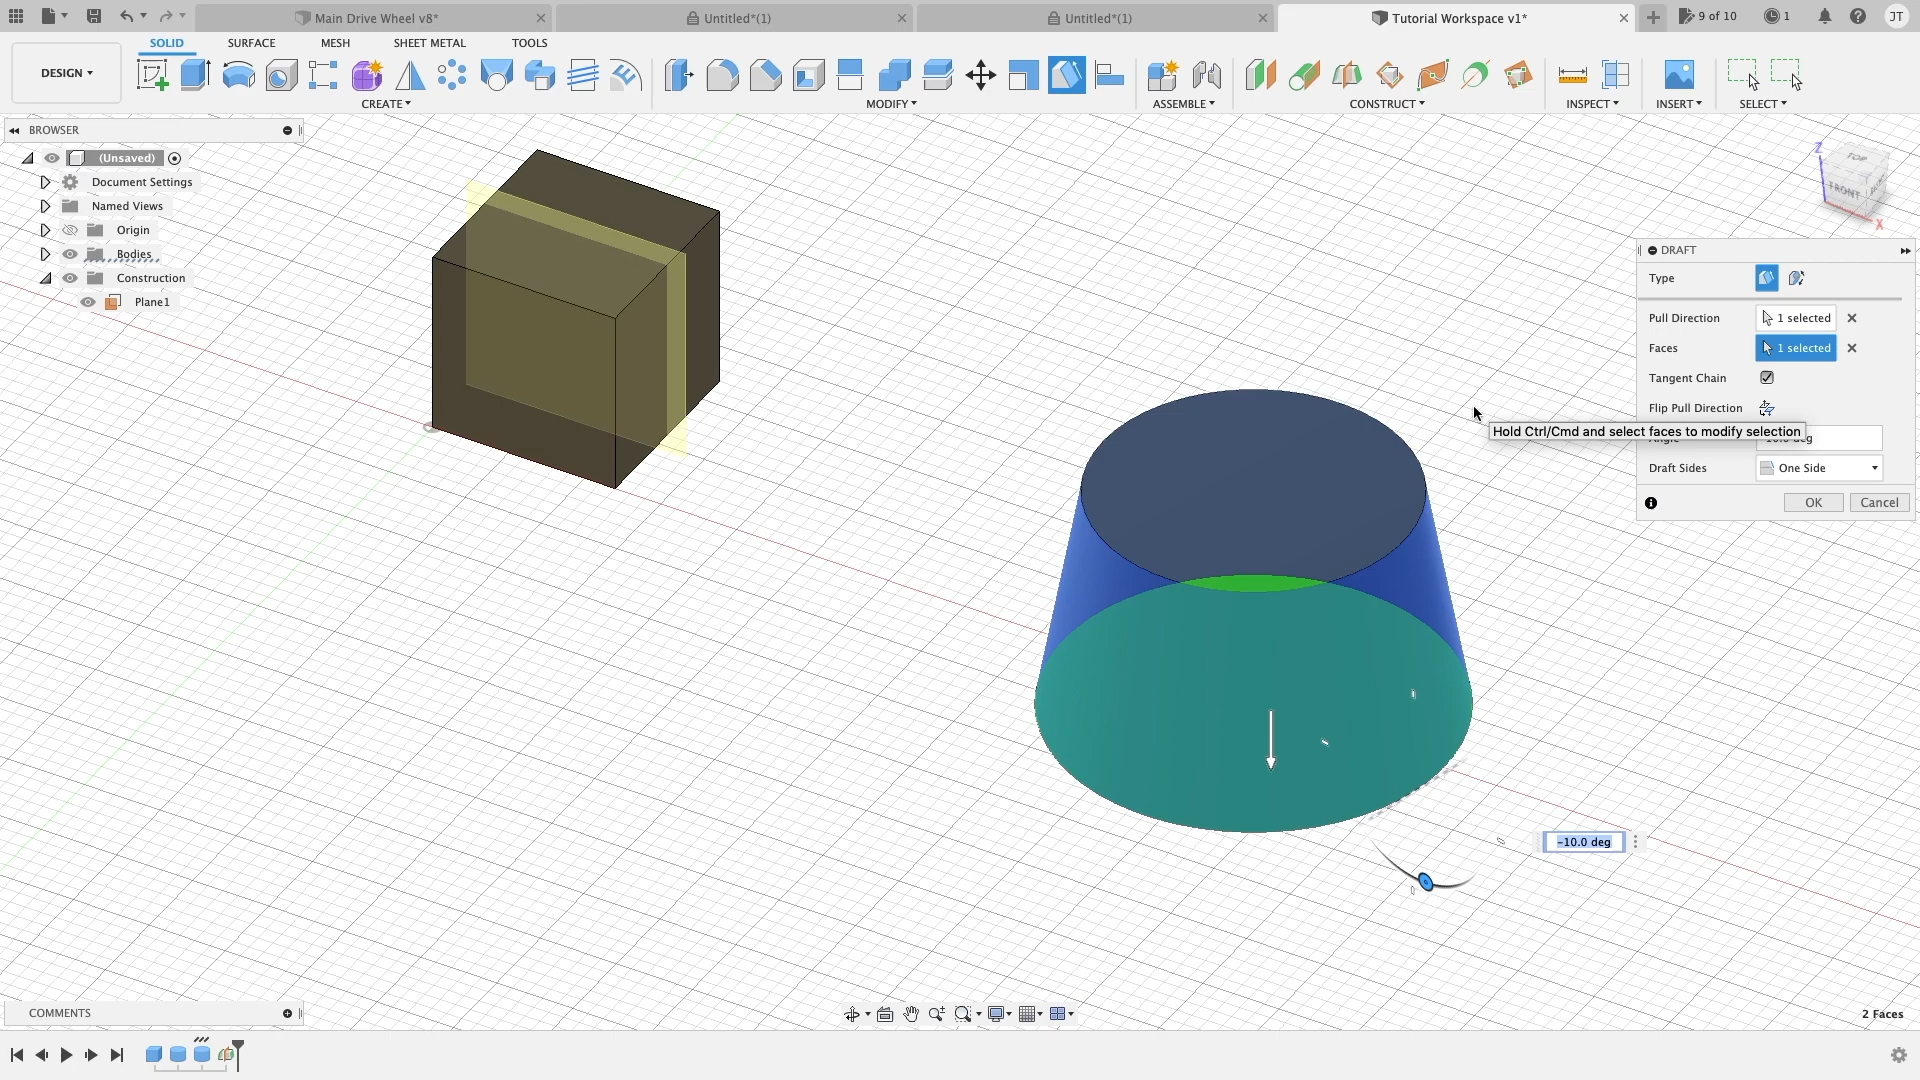 Main Drive Wheel v8*
Untitled*(1)
Untitled*(1)
Tutorial Workspace v1*
9 of 10
1
JT
DESIGN
SOLID
SURFACE
MESH
SHEET METAL
TOOLS
CREATE
MODIFY
ASSEMBLE
CONSTRUCT
INSPECT
INSERT
SELECT
BROWSER
(Unsaved)
Document Settings
Named Views
Origin
Bodies
Construction
Plane1
Z
TOP
FRONT
X
DRAFT
Type
Pull Direction
1 selected
Faces
1 selected
Tangent Chain
Flip Pull Direction
Hold Ctrl/Cmd and select faces to modify selection
Draft Sides
One Side
OK
Cancel
-10.0 deg
COMMENTS
2 Faces